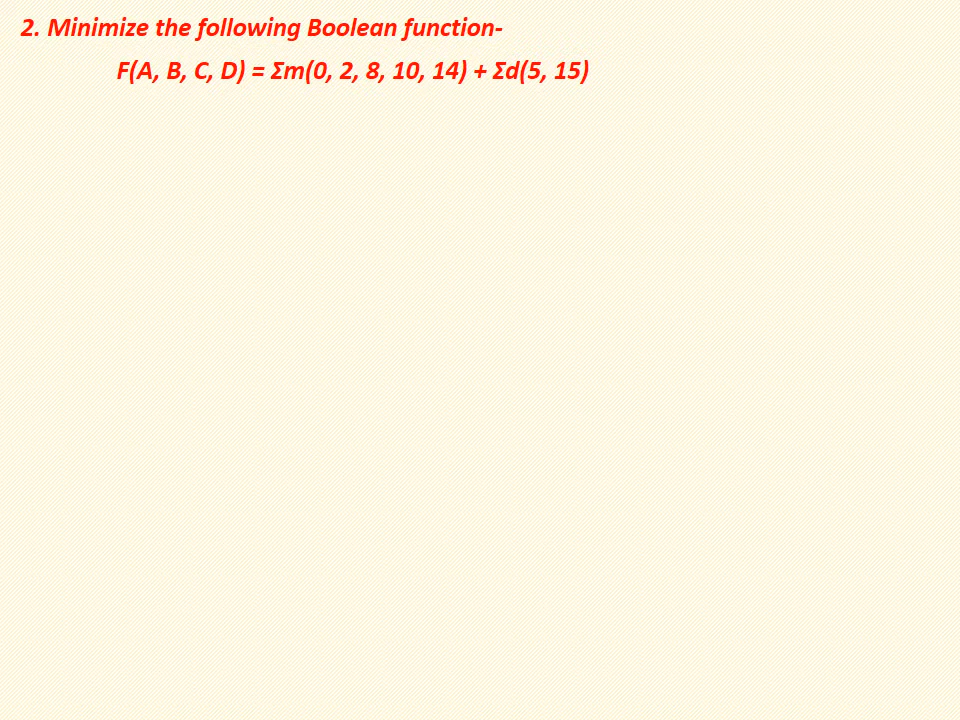 2. Minimize the following Boolean function-
F(A, B, C, D) = Σm(0, 2, 8, 10, 14) + Σd(5, 15)